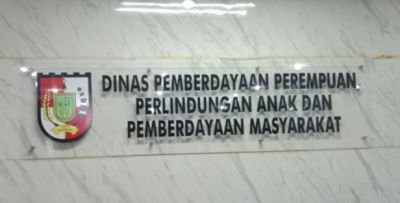 DINAS PEMBERDAYAAN PEREMPUAN,
PERLINDUNGAN ANAK DAN
PEMBERDAYAAN MASYARAKAT